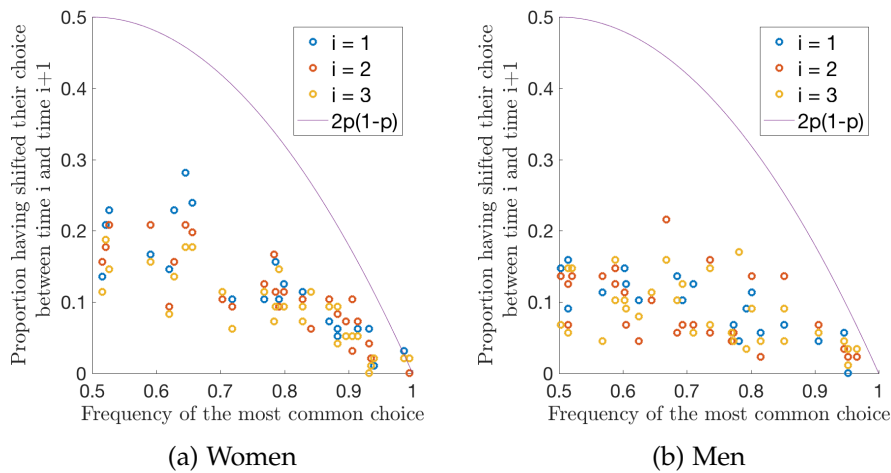 Proportion having shifted their choice
between time i and time i+1
0.5
0.4
0.3
0.2
0.1
0
0.5
0.6
0.7
0.8
0.9
1
i = 1
i = 2
i = 3
2p(1-p)
Frequency of the most common choice
(a) Women
Proportion having shifted their choice
between time i and time i+1
0.5
0.4
0.3
0.2
0.1
0
0.5
0.6
0.7
0.8
0.9
1
i = 1
i = 2
i = 3
2p(1-p)
Frequency of the most common choice
(b) Men